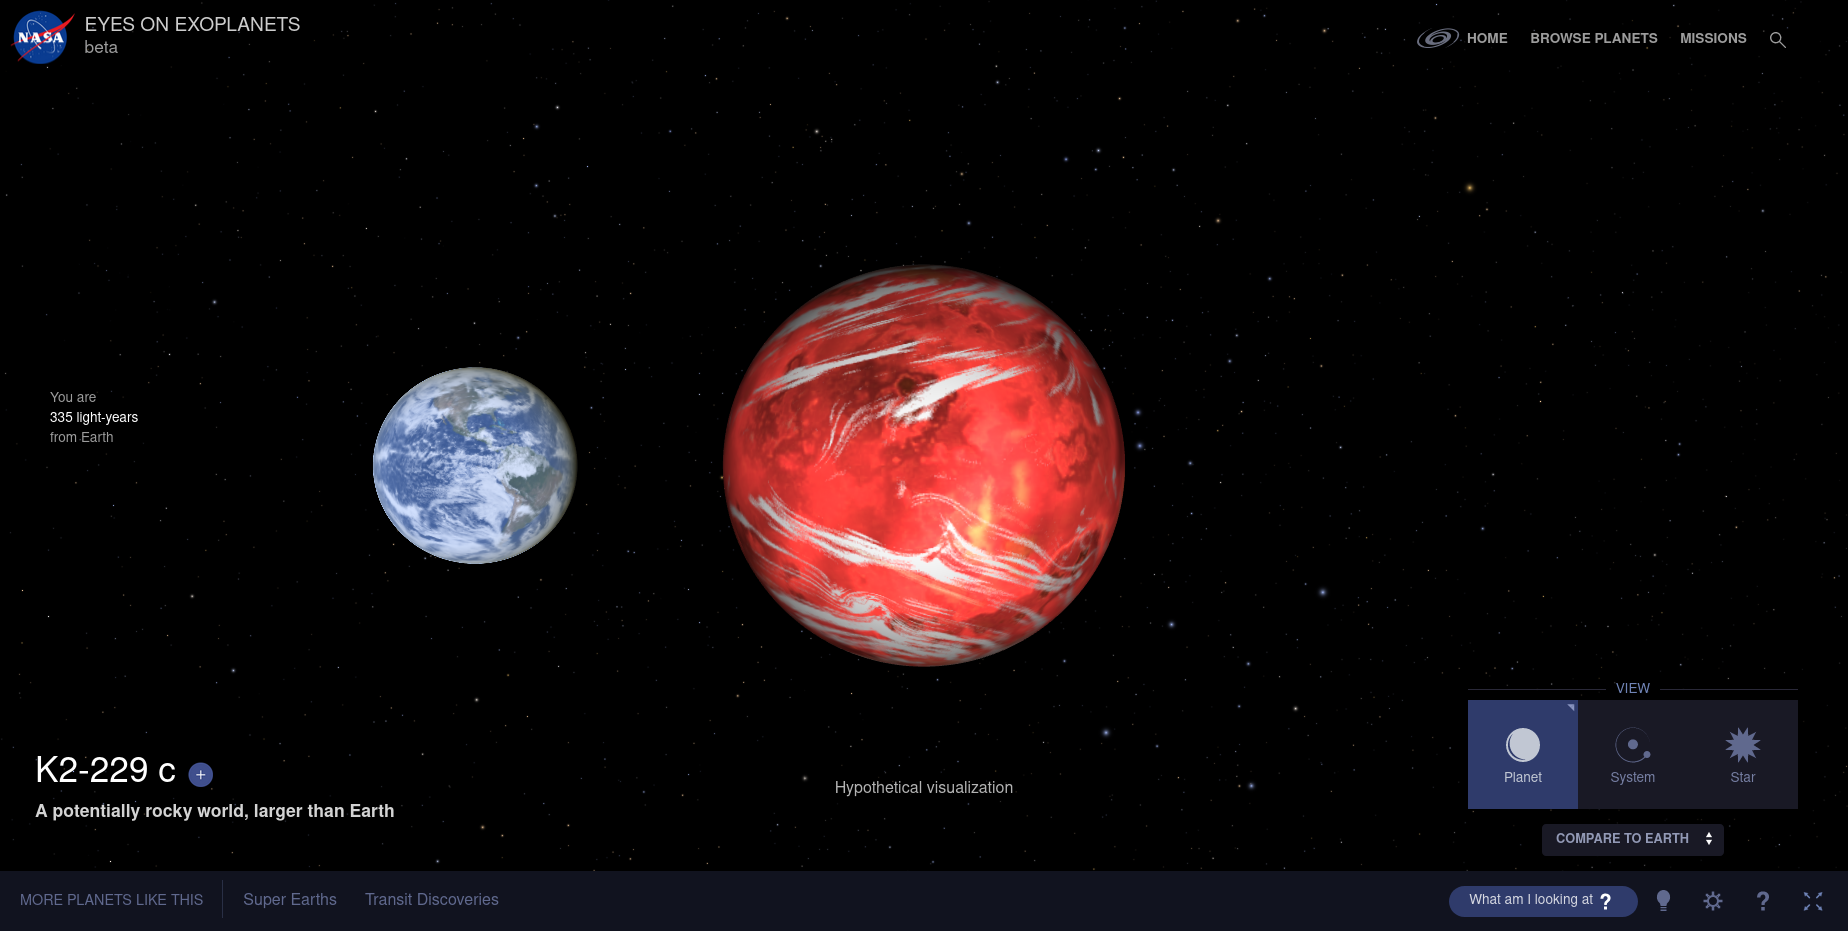 NASA
EYES ON EXOPLANETS
beta
HOME
BROWSE PLANETS
MISSIONS
You are
335 light-years
from Earth
K2-229 c +
A potentially rocky world, larger than Earth
Hypothetical visualization
VIEW
Planet
System
Star
COMPARE TO EARTH
MORE PLANETS LIKE THIS
Super Earths
Transit Discoveries
What am I looking at ?
?